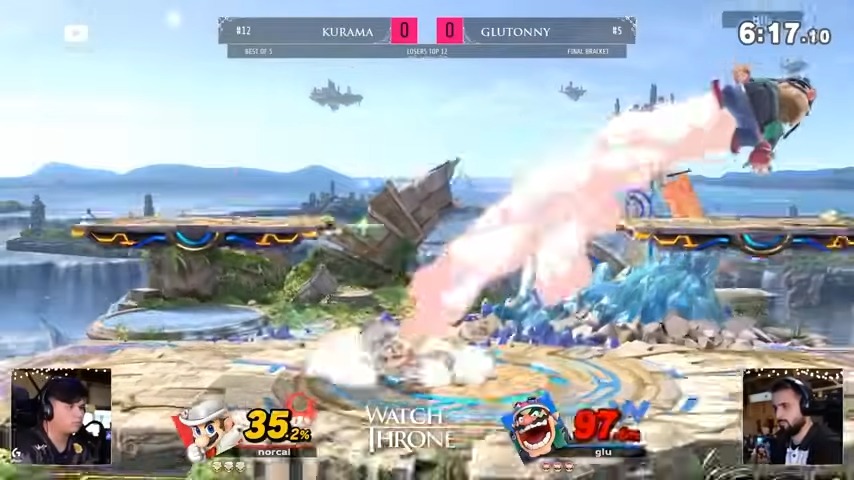 #12 KURAMA 0 0 GLUTONNY #5
BEST OF 5 LOSERS TOP 12 FINAL BRACKET
6:17.10
35.2%
norcal
WATCH
THRONE
97
glu